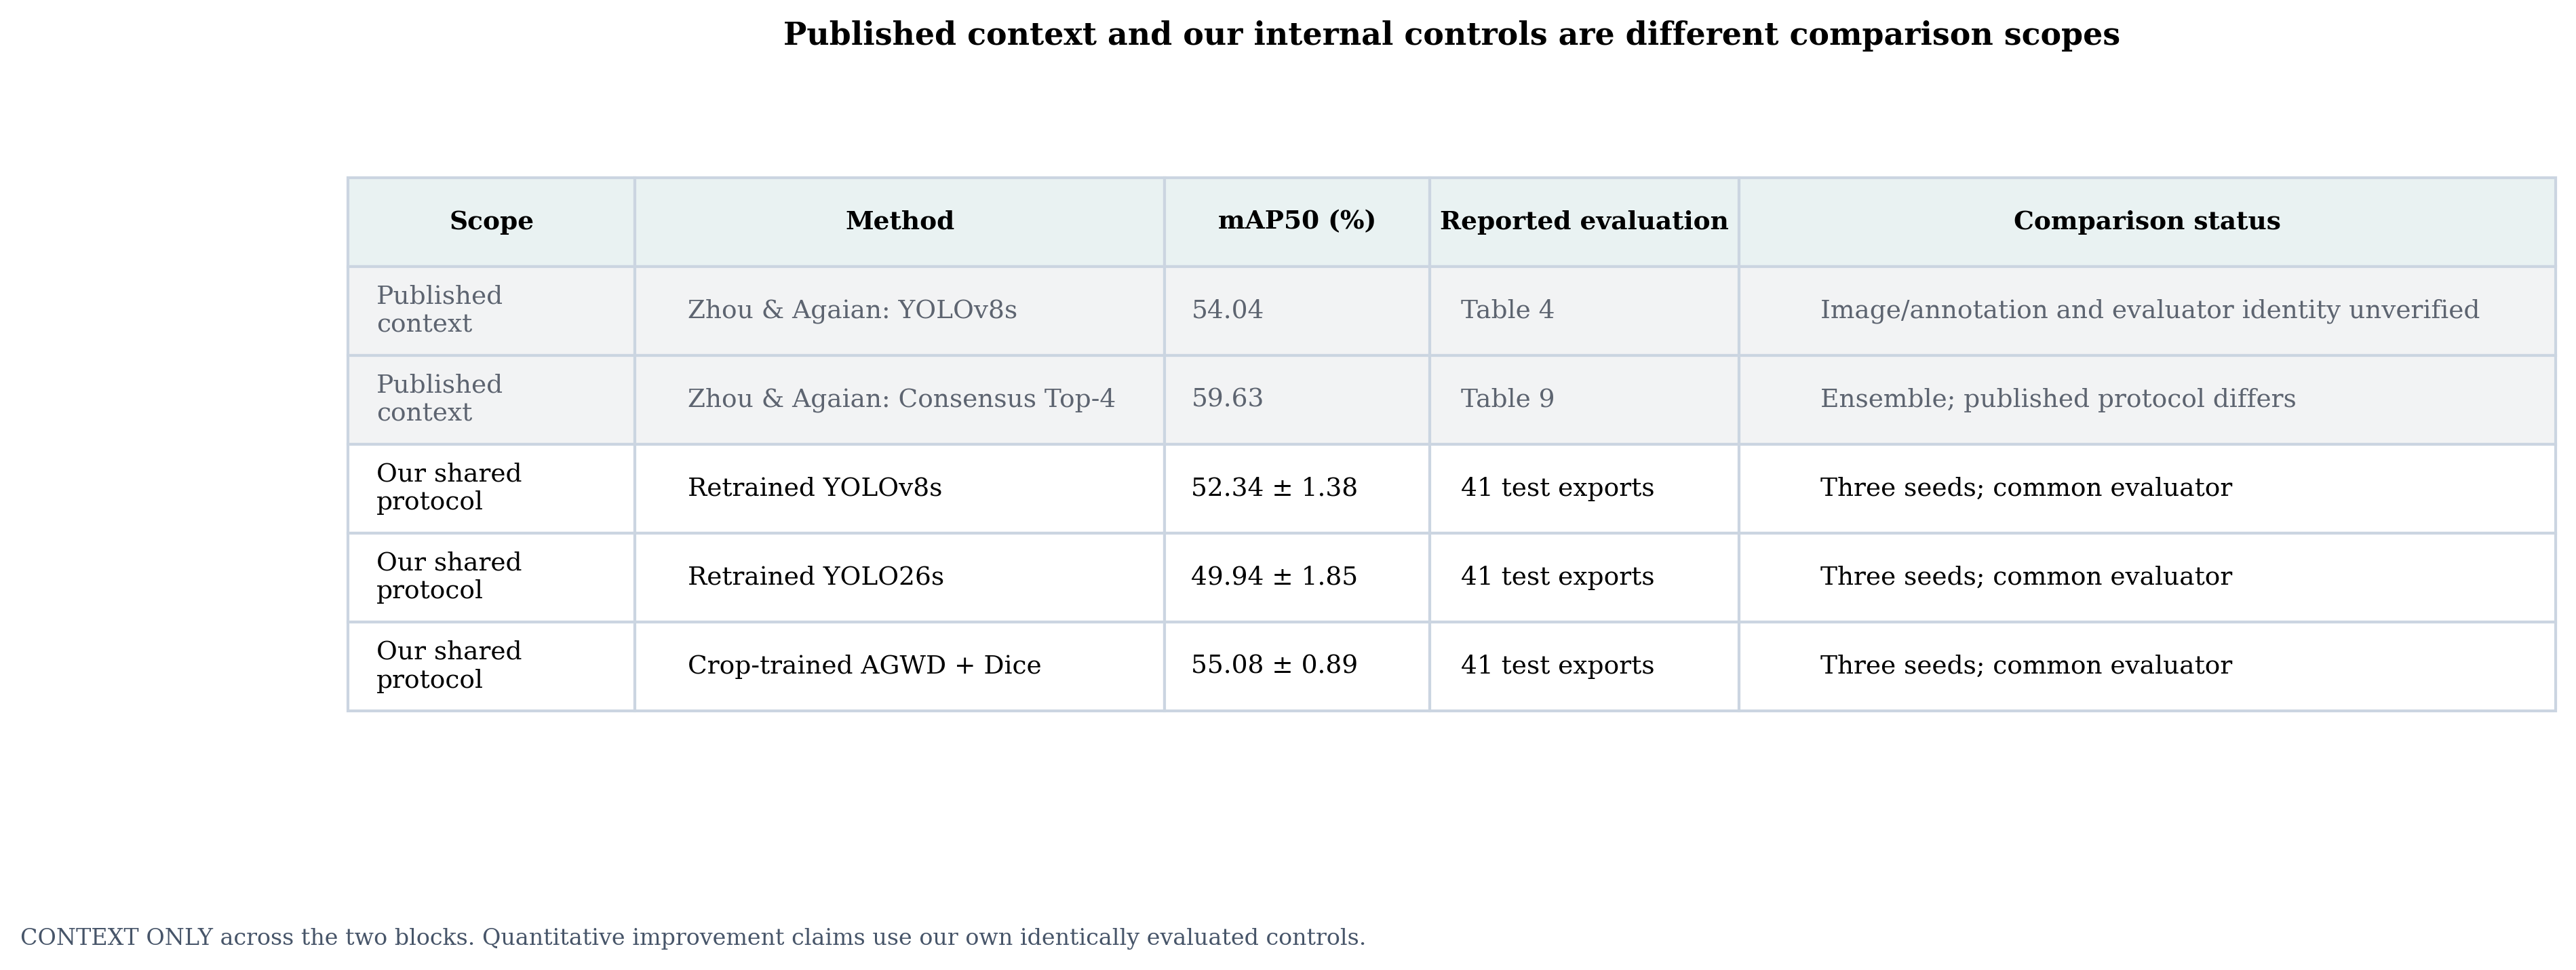 Published context and our internal controls are different comparison scopes
Scope Method mAP50 (%) Reported evaluation Comparison status
Published context Zhou & Agaian: YOLOv8s 54.04 Table 4 Image/annotation and evaluator identity unverified
Published context Zhou & Agaian: Consensus Top-4 59.63 Table 9 Ensemble; published protocol differs
Our shared protocol Retrained YOLOv8s 52.34 ± 1.38 41 test exports Three seeds; common evaluator
Our shared protocol Retrained YOLO26s 49.94 ± 1.85 41 test exports Three seeds; common evaluator
Our shared protocol Crop-trained AGWD + Dice 55.08 ± 0.89 41 test exports Three seeds; common evaluator
CONTEXT ONLY across the two blocks. Quantitative improvement claims use our own identically evaluated controls.